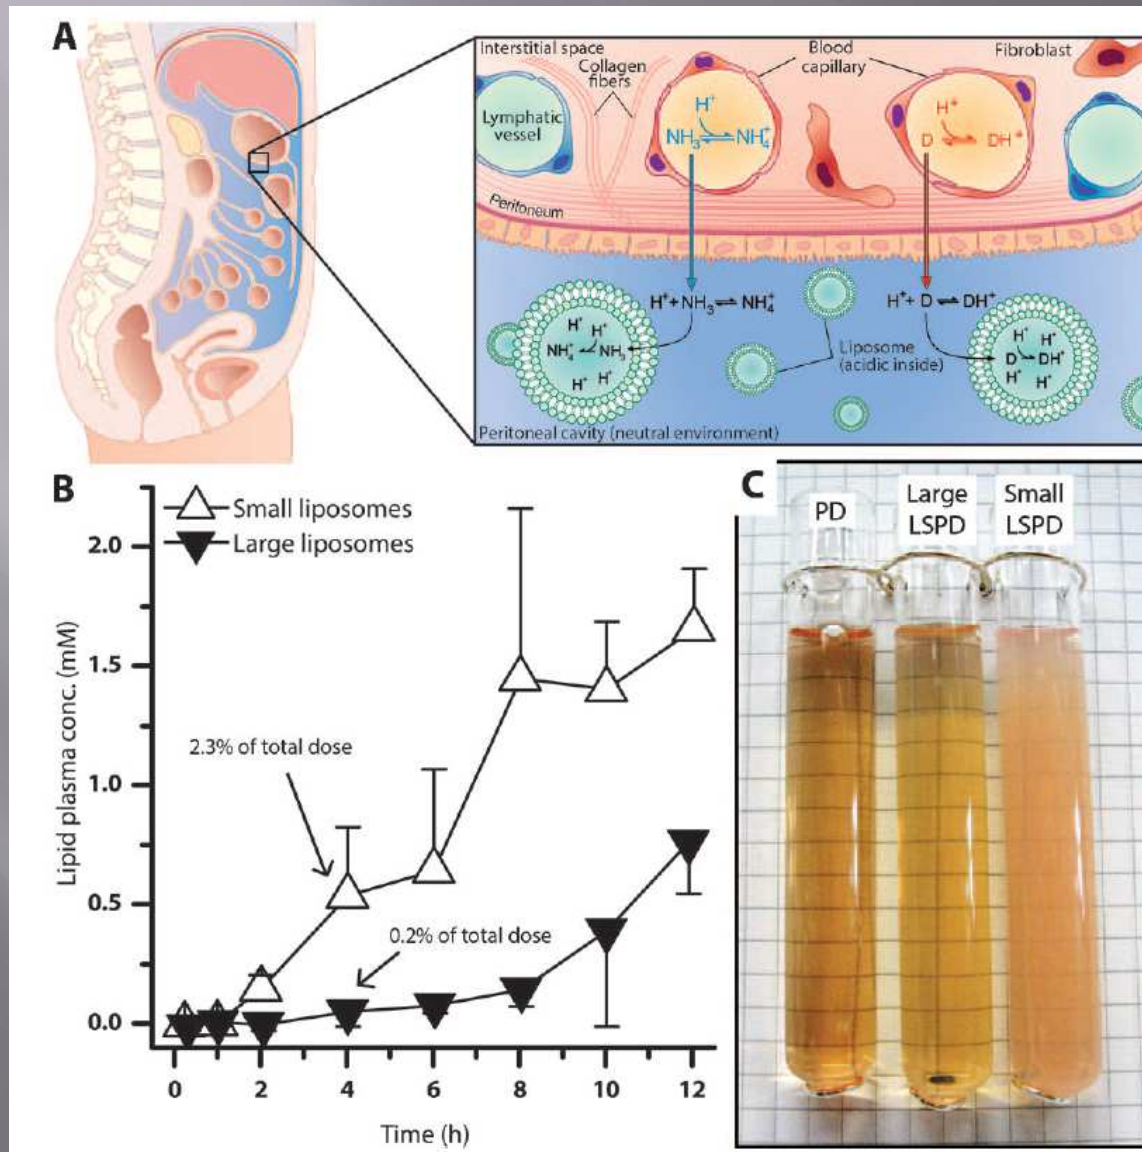 A
Interstitial space
Collagen
fibers
Blood
capillary
Fibroblast
Lymphatic
vessel
H⁺
NH₃ ⇌ NH₄⁺
H⁺
D ⇌ DH⁺
Peritoneum
H⁺+ NH₃ ⇌ NH₄⁺
H⁺+ D ⇌ DH⁺
H⁺ H⁺
NH₄⁺ NH₃
H⁺ H⁺
Liposome
(acidic inside)
H⁺ H⁺
D DH⁺
H⁺ H⁺
Peritoneal cavity (neutral environment)
B
Small liposomes
Large liposomes
2.0
1.5
1.0
0.5
0.0
Lipid plasma conc. (mM)
2.3% of total dose
0.2% of total dose
0 2 4 6 8 10 12
Time (h)
C
PD
Large
LSPD
Small
LSPD